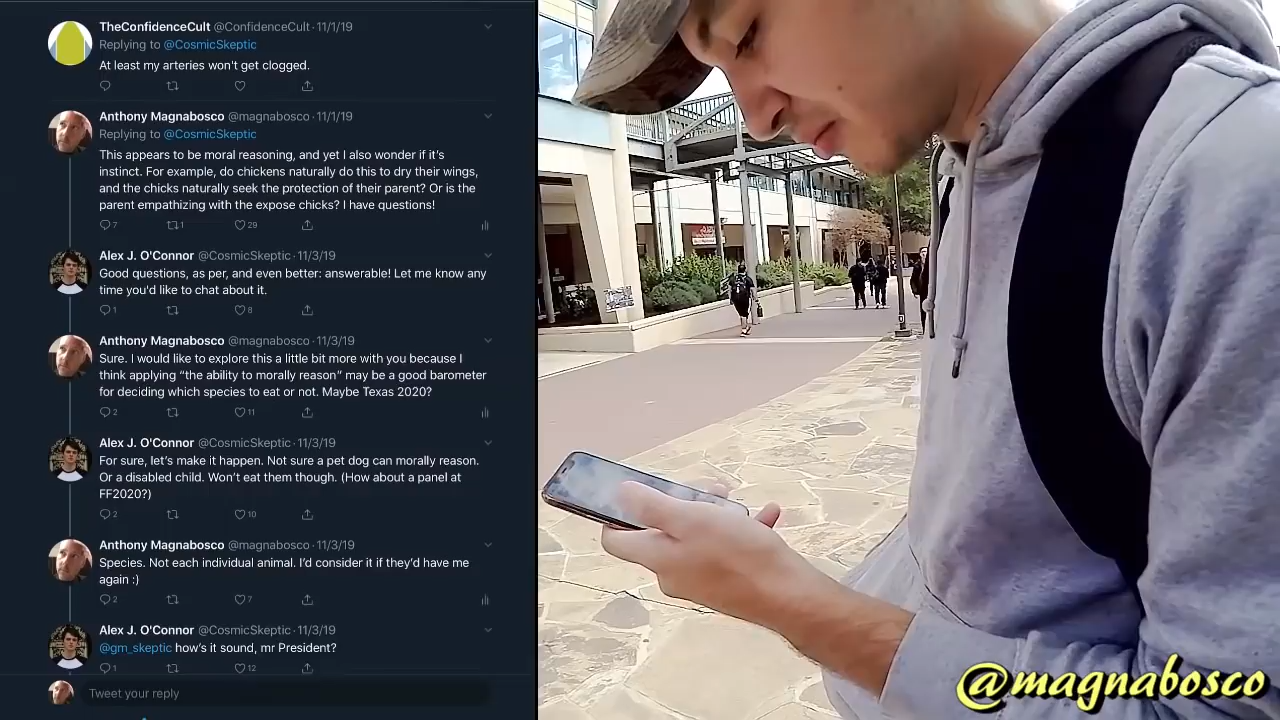 TheConfidenceCult @ConfidenceCult · 11/1/19
Replying to @CosmicSkeptic
At least my arteries won't get clogged.
Anthony Magnabosco @magnabosco · 11/1/19
Replying to @CosmicSkeptic
This appears to be moral reasoning, and yet I also wonder if it's
instinct. For example, do chickens naturally do this to dry their wings,
and the chicks naturally seek the protection of their parent? Or is the
parent empathizing with the expose chicks? I have questions!
7 1 29
Alex J. O'Connor @CosmicSkeptic · 11/3/19
Good questions, as per, and even better: answerable! Let me know any
time you'd like to chat about it.
1 8
Anthony Magnabosco @magnabosco · 11/3/19
Sure. I would like to explore this a little bit more with you because I
think applying “the ability to morally reason” may be a good barometer
for deciding which species to eat or not. Maybe Texas 2020?
2 11
Alex J. O'Connor @CosmicSkeptic · 11/3/19
For sure, let's make it happen. Not sure a pet dog can morally reason.
Or a disabled child. Won't eat them though. (How about a panel at
FF2020?)
2 10
Anthony Magnabosco @magnabosco · 11/3/19
Species. Not each individual animal. I'd consider it if they'd have me
again :)
2 7
Alex J. O'Connor @CosmicSkeptic · 11/3/19
@gm_skeptic how's it sound, mr President?
1 12
Tweet your reply
@magnabosco